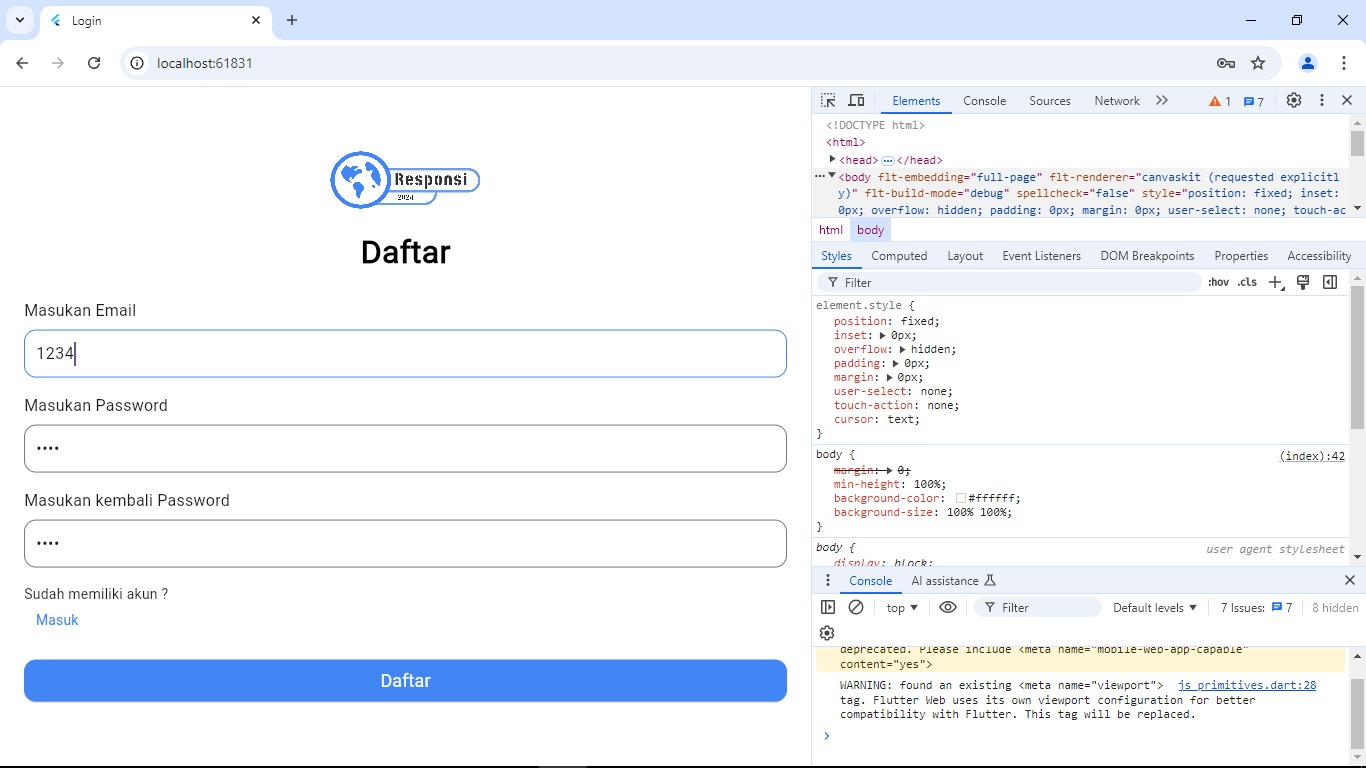 Login
localhost:61831
Responsi
2024
Daftar
Masukan Email
1234
Masukan Password
••••
Masukan kembali Password
••••
Sudah memiliki akun ?
Masuk
Daftar
Elements Console Sources Network 1 7
<!DOCTYPE html>
<html>
<head> </head>
<body flt-embedding="full-page" flt-renderer="canvaskit (requested explicitl
y)" flt-build-mode="debug" spellcheck="false" style="position: fixed; inset:
0px; overflow: hidden; padding: 0px; margin: 0px; user-select: none; touch-ac
html body
Styles Computed Layout Event Listeners DOM Breakpoints Properties Accessibility
Filter :hov .cls
element.style {
position: fixed;
inset: 0px;
overflow: hidden;
padding: 0px;
margin: 0px;
user-select: none;
touch-action: none;
cursor: text;
}
body { (index):42
margin: 0;
min-height: 100%;
background-color: #ffffff;
background-size: 100% 100%;
}
body { user agent stylesheet
display: block;
Console AI assistance
top Filter Default levels 7 Issues: 7 8 hidden
deprecated. Please include <meta name="mobile-web-app-capable"
content="yes">
WARNING: found an existing <meta name="viewport"> js_primitives.dart:28
tag. Flutter Web uses its own viewport configuration for better
compatibility with Flutter. This tag will be replaced.